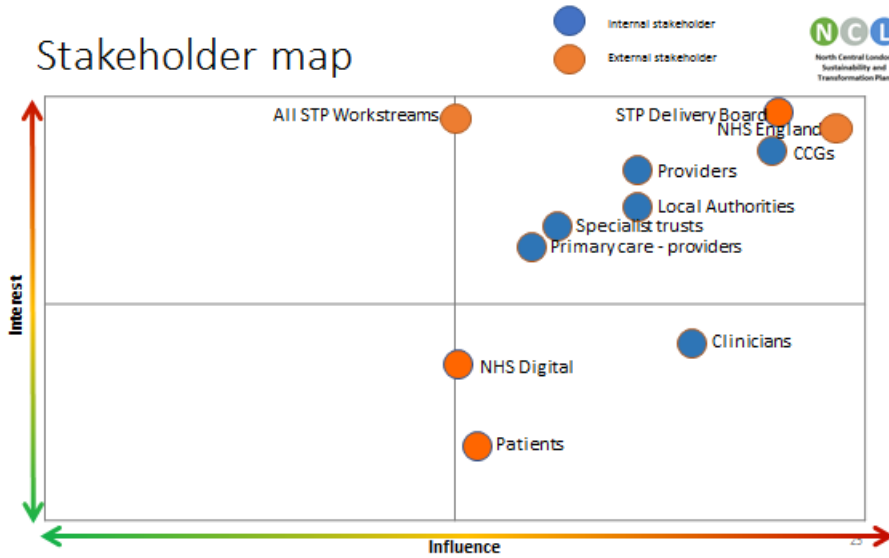 Stakeholder map
Internal stakeholder
External stakeholder
NCL
North Central London
Sustainability and
Transformation Plan
All STP Workstreams
STP Delivery Board
NHS England
CCGs
Providers
Local Authorities
Specialist trusts
Primary care - providers
Clinicians
NHS Digital
Patients
Interest
Influence